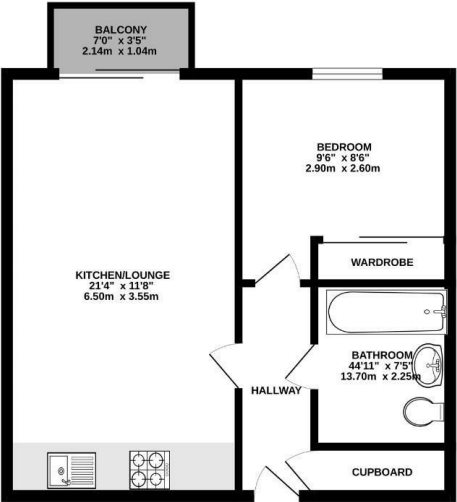 BALCONY
7'0" x 3'5"
2.14m x 1.04m
BEDROOM
9'6" x 8'6"
2.90m x 2.60m
WARDROBE
KITCHEN/LOUNGE
21'4" x 11'8"
6.50m x 3.55m
BATHROOM
44'11" x 7'5"
13.70m x 2.25m
HALLWAY
CUPBOARD